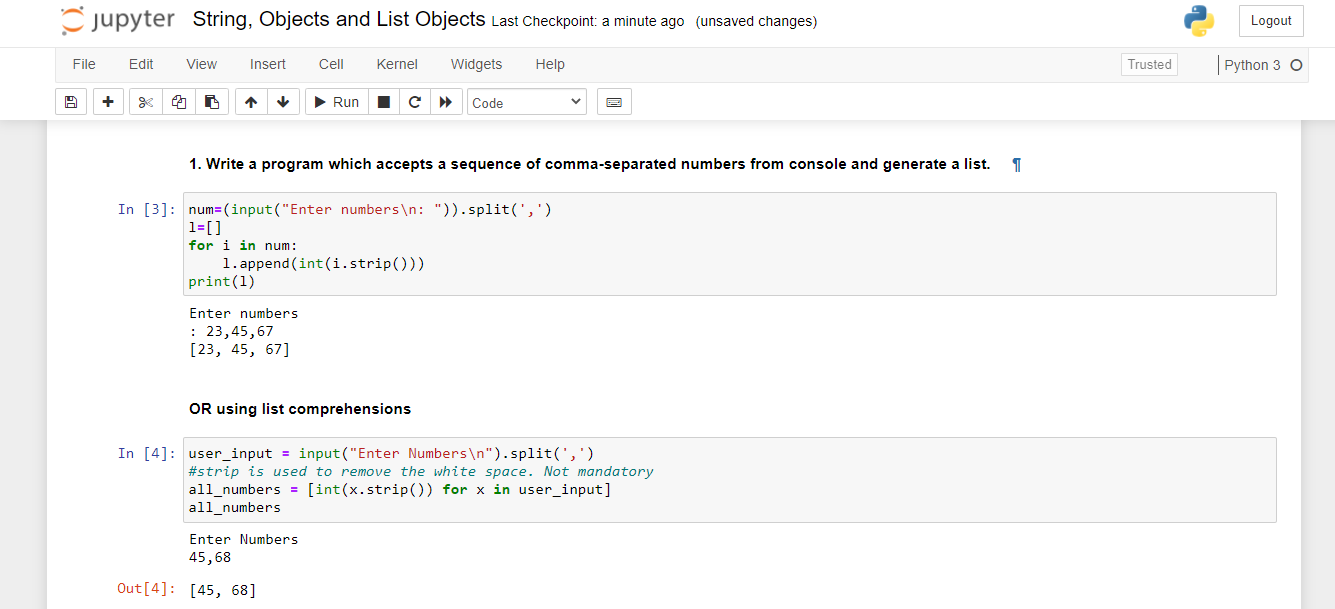 jupyter String, Objects and List Objects Last Checkpoint: a minute ago (unsaved changes) Logout
File Edit View Insert Cell Kernel Widgets Help Trusted Python 3
Run Code
1. Write a program which accepts a sequence of comma-separated numbers from console and generate a list. ¶
In [3]: num=(input("Enter numbers\n: ")).split(',')
l=[]
for i in num:
    l.append(int(i.strip()))
print(l)
Enter numbers
: 23,45,67
[23, 45, 67]
OR using list comprehensions
In [4]: user_input = input("Enter Numbers\n").split(',')
#strip is used to remove the white space. Not mandatory
all_numbers = [int(x.strip()) for x in user_input]
all_numbers
Enter Numbers
45,68
Out[4]: [45, 68]